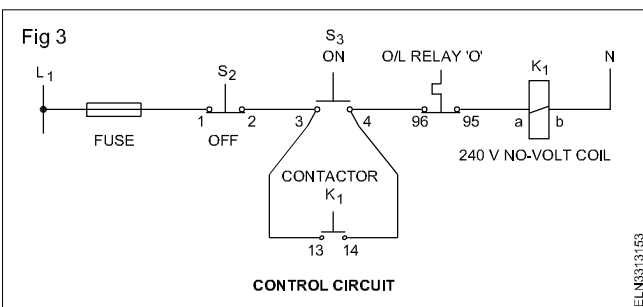 Fig 3
L1
FUSE
S2
1 2
OFF
S3
ON
3 4
O/L RELAY 'O'
96 95
K1
a b
240 V NO-VOLT COIL
N
CONTACTOR
K1
13 14
CONTROL CIRCUIT
ELN3313153